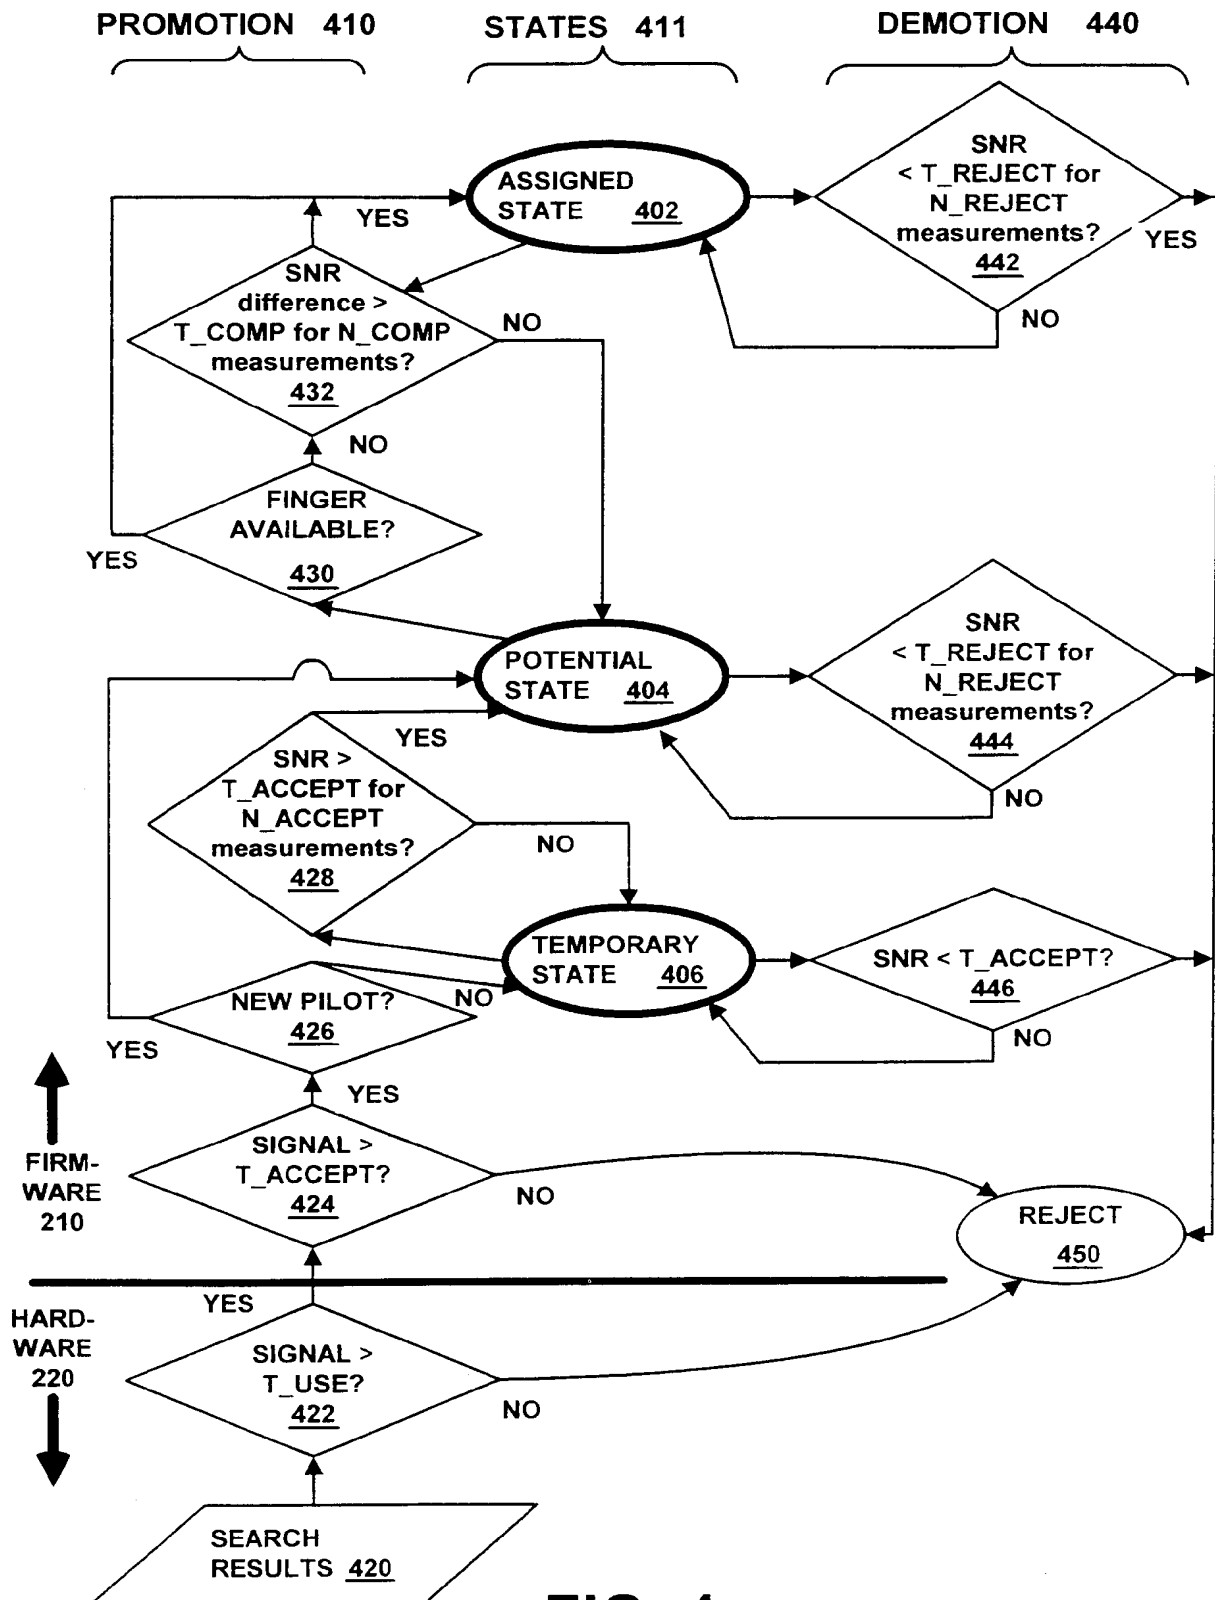 PROMOTION 410
STATES 411
DEMOTION 440
ASSIGNED
STATE 402
SNR
< T_REJECT for
N_REJECT
measurements?
442
YES
NO
YES
SNR
difference >
T_COMP for N_COMP
measurements?
432
NO
NO
FINGER
AVAILABLE?
430
YES
POTENTIAL
STATE 404
SNR
< T_REJECT for
N_REJECT
measurements?
444
NO
YES
SNR >
T_ACCEPT for
N_ACCEPT
measurements?
428
NO
TEMPORARY
STATE 406
SNR < T_ACCEPT?
446
NO
NEW PILOT?
426
NO
YES
YES
SIGNAL >
T_ACCEPT?
424
NO
FIRM-
WARE
210
REJECT
450
YES
HARD-
WARE
220
SIGNAL >
T_USE?
422
NO
SEARCH
RESULTS 420